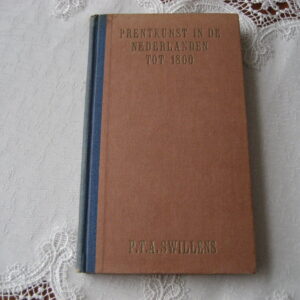 PRENTKUNST IN DE
NEDERLANDEN
TOT 1800
P.T.A. SWILLENS